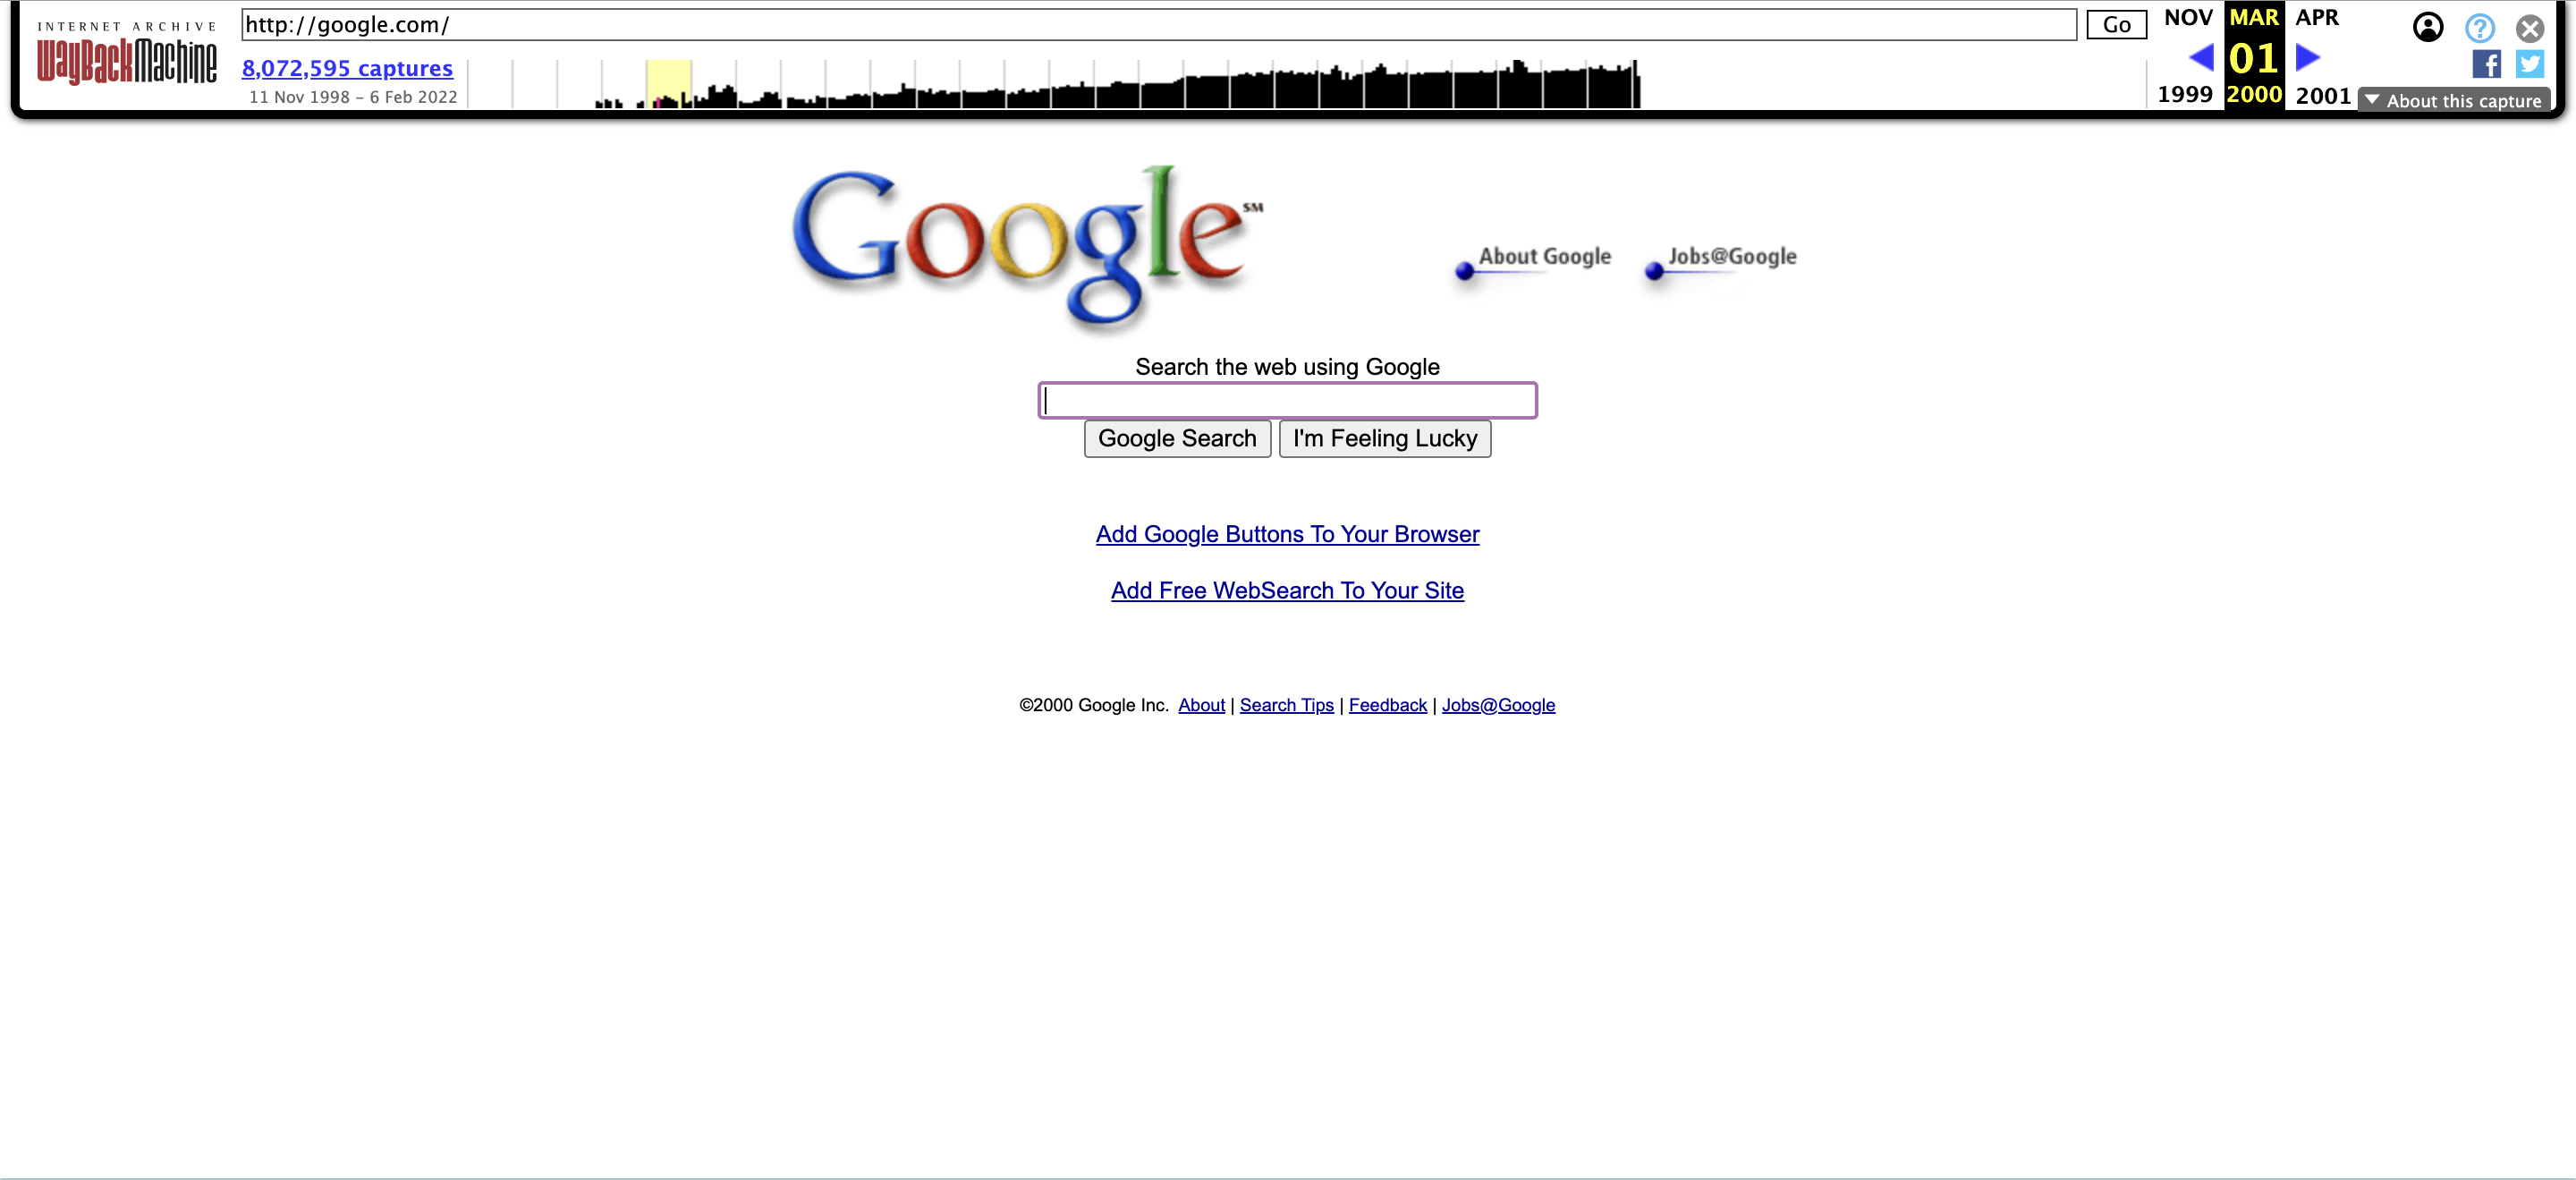 INTERNET ARCHIVE
WayBackMachine
http://google.com/
Go
8,072,595 captures
11 Nov 1998 – 6 Feb 2022
NOV MAR APR
01
1999 2000 2001
?
f
▼ About this capture
Google SM
About Google
Jobs@Google
Search the web using Google
Google Search I'm Feeling Lucky
Add Google Buttons To Your Browser
Add Free WebSearch To Your Site
©2000 Google Inc. About | Search Tips | Feedback | Jobs@Google